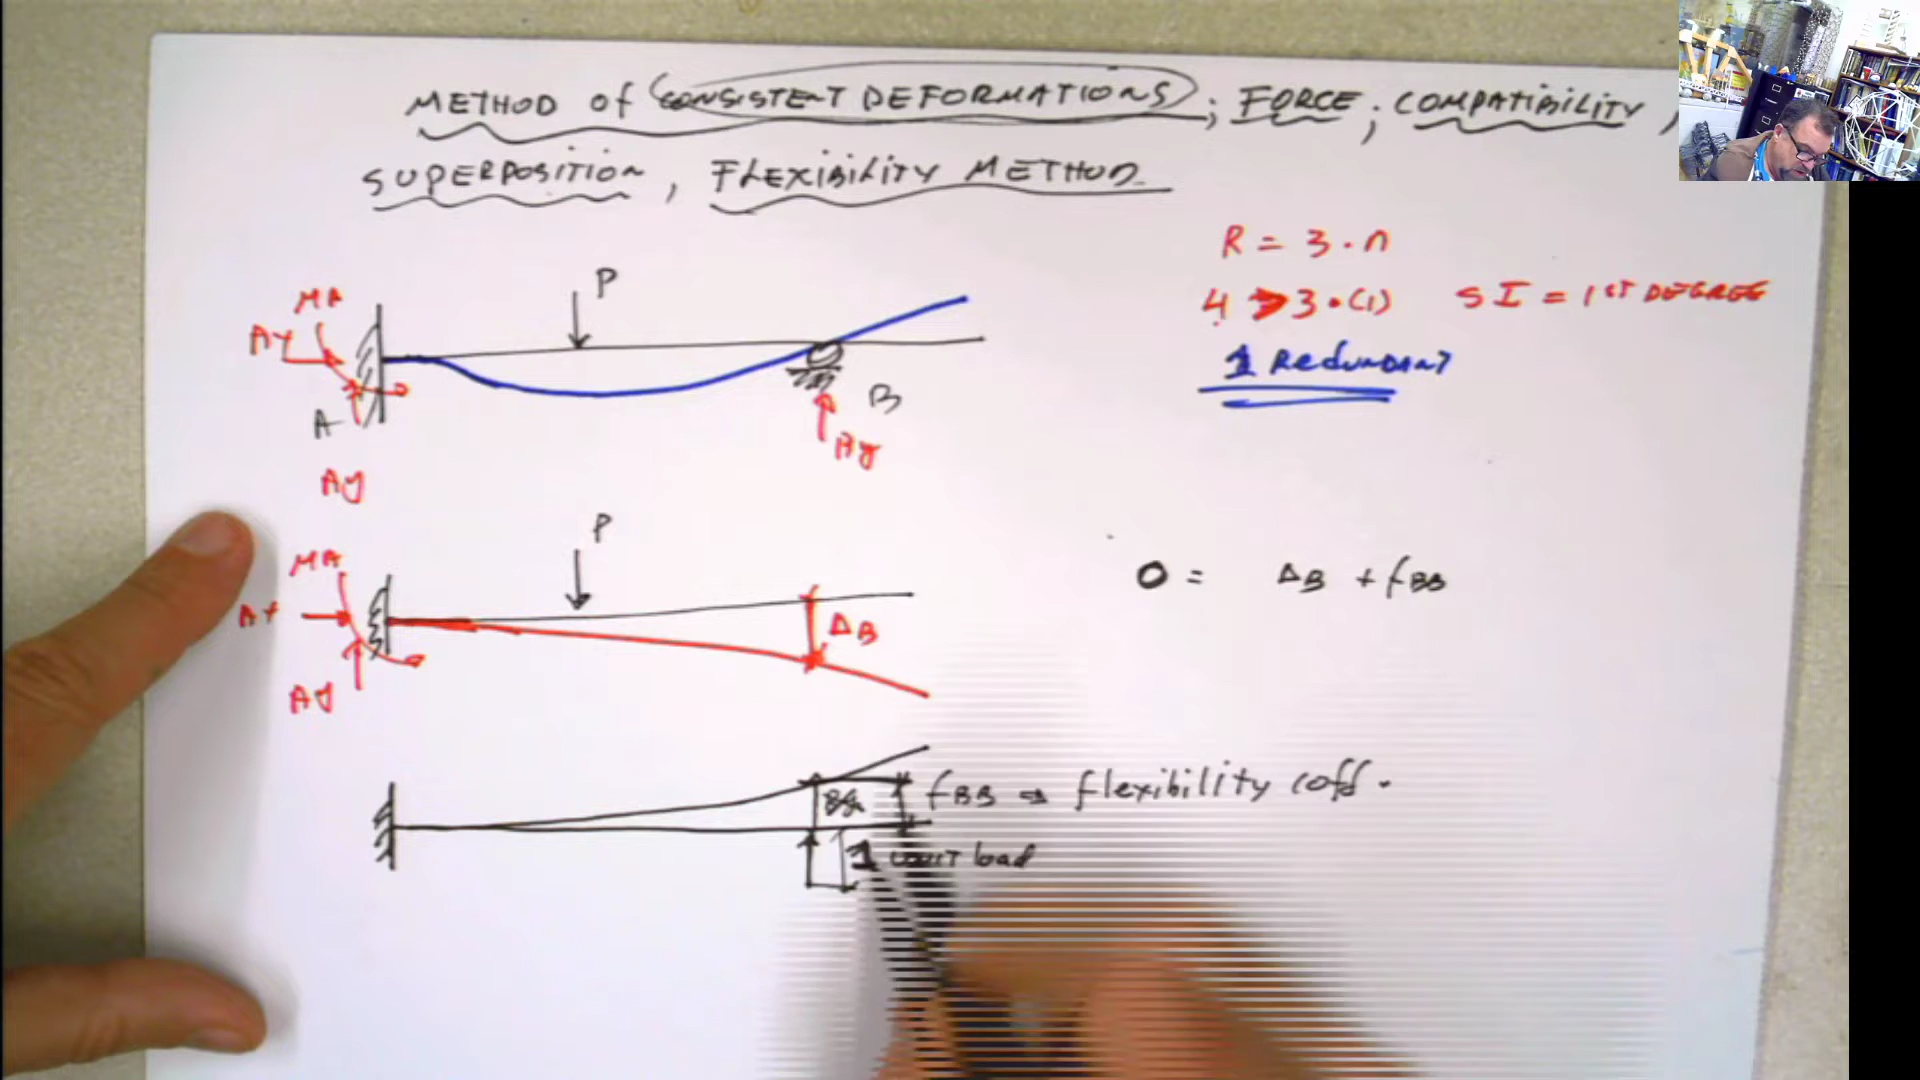 METHOD of CONSISTENT DEFORMATIONS; FORCE; COMPATIBILITY,
SUPERPOSITION, FLEXIBILITY METHOD
R = 3·n
4 > 3·(1) SI = 1ST DEGREE
1 Redundant
P
MA
Ax
A
Ay
B
By
P
MA
Ax
Ay
ΔB
0 = ΔB + fBB
fBB → flexibility coff.
1 unit load